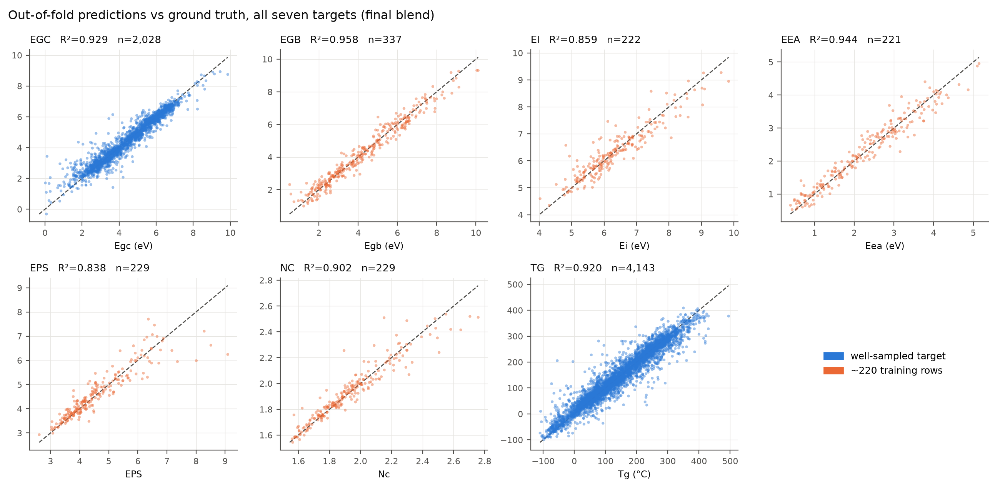 Out-of-fold predictions vs ground truth, all seven targets (final blend)
EGC R²=0.929 n=2,028
10
8
6
4
2
0
0 2 4 6 8 10
Egc (eV)
EGB R²=0.958 n=337
10
8
6
4
2
2 4 6 8 10
Egb (eV)
EI R²=0.859 n=222
10
9
8
7
6
5
4
4 5 6 7 8 9 10
Ei (eV)
EEA R²=0.944 n=221
5
4
3
2
1
1 2 3 4 5
Eea (eV)
EPS R²=0.838 n=229
9
8
7
6
5
4
3
3 4 5 6 7 8 9
EPS
NC R²=0.902 n=229
2.8
2.6
2.4
2.2
2.0
1.8
1.6
1.6 1.8 2.0 2.2 2.4 2.6 2.8
Nc
TG R²=0.920 n=4,143
500
400
300
200
100
0
−100
−100 0 100 200 300 400 500
Tg (°C)
well-sampled target
~220 training rows